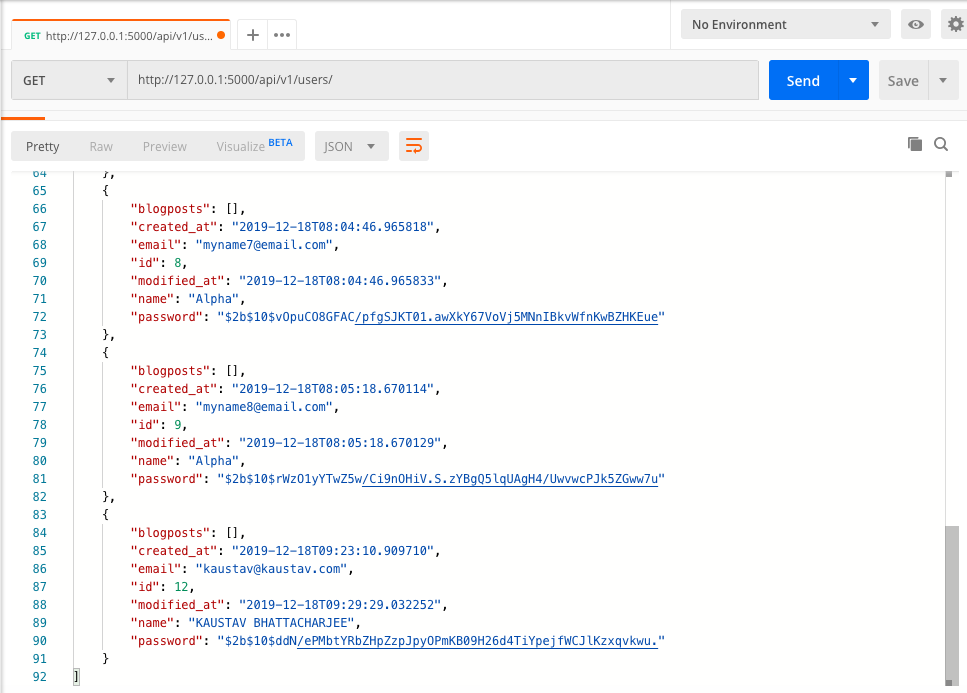 GET http://127.0.0.1:5000/api/v1/us...
No Environment
GET http://127.0.0.1:5000/api/v1/users/ Send Save
Pretty Raw Preview Visualize BETA JSON
64 },
65 {
66 "blogposts": [],
67 "created_at": "2019-12-18T08:04:46.965818",
68 "email": "myname7@email.com",
69 "id": 8,
70 "modified_at": "2019-12-18T08:04:46.965833",
71 "name": "Alpha",
72 "password": "$2b$10$vOpuCO8GFAC/pfgSJKT01.awXkY67VoVj5MNnIBkvWfnKwBZHKEue"
73 },
74 {
75 "blogposts": [],
76 "created_at": "2019-12-18T08:05:18.670114",
77 "email": "myname8@email.com",
78 "id": 9,
79 "modified_at": "2019-12-18T08:05:18.670129",
80 "name": "Alpha",
81 "password": "$2b$10$rWzO1yYTwZ5w/Ci9nOHiV.S.zYBgQ5lqUAgH4/UwvwcPJk5ZGww7u"
82 },
83 {
84 "blogposts": [],
85 "created_at": "2019-12-18T09:23:10.909710",
86 "email": "kaustav@kaustav.com",
87 "id": 12,
88 "modified_at": "2019-12-18T09:29:29.032252",
89 "name": "KAUSTAV BHATTACHARJEE",
90 "password": "$2b$10$ddN/ePMbtYRbZHpZzpJpyOPmKB09H26d4TiYpejfWCJlKzxqvkwu."
91 }
92 ]